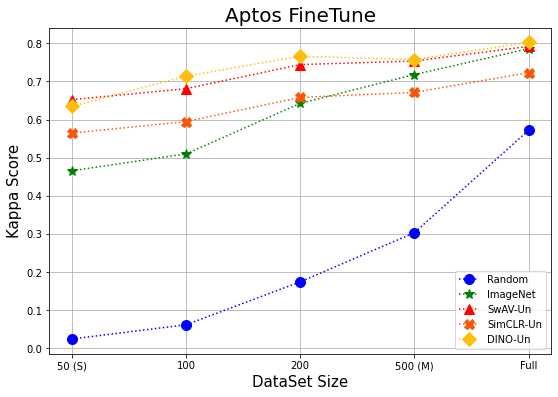 Aptos FineTune
Kappa Score
0.8
0.7
0.6
0.5
0.4
0.3
0.2
0.1
0.0
50 (S)
100
200
500 (M)
Full
DataSet Size
Random
ImageNet
SwAV-Un
SimCLR-Un
DINO-Un